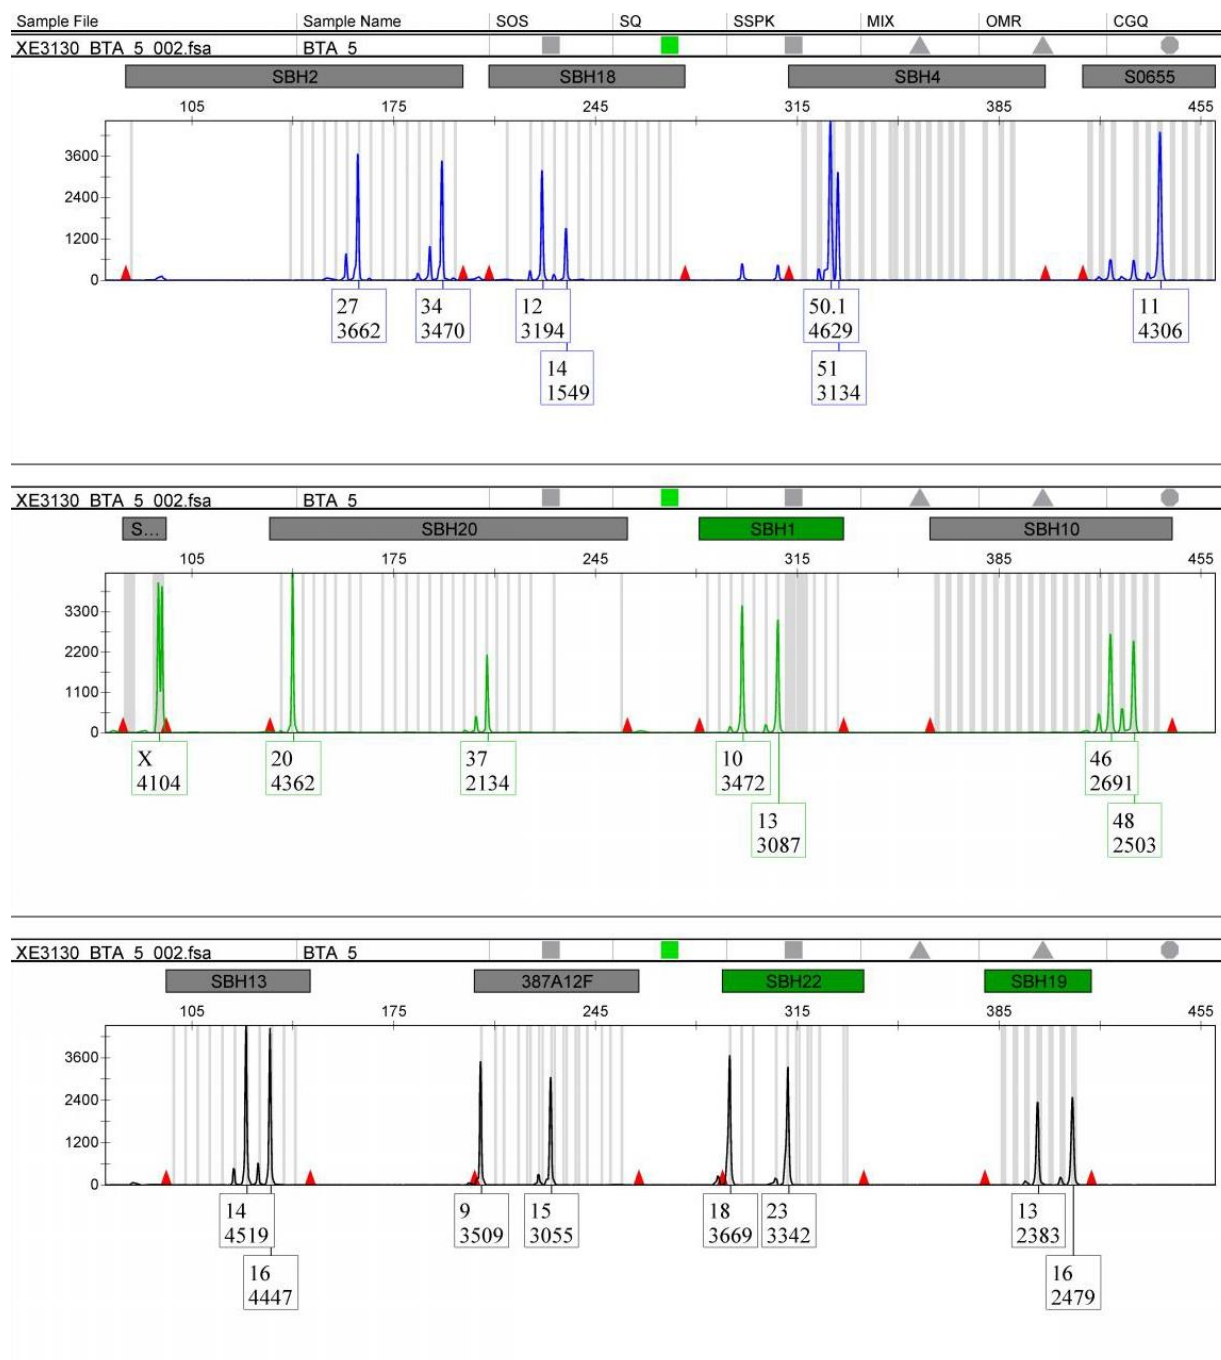 Sample File Sample Name SOS SQ SSPK MIX OMR CGQ
XE3130_BTA_5_002.fsa BTA_5
SBH2 SBH18 SBH4 S0655
105 175 245 315 385 455
3600
2400
1200
0
27 34 12 50.1 11
3662 3470 3194 4629 4306
14 51
1549 3134
XE3130_BTA_5_002.fsa BTA_5
S... SBH20 SBH1 SBH10
105 175 245 315 385 455
3300
2200
1100
0
X 20 37 10 46
4104 4362 2134 3472 2691
13 48
3087 2503
XE3130_BTA_5_002.fsa BTA_5
SBH13 387A12F SBH22 SBH19
105 175 245 315 385 455
3600
2400
1200
0
14 9 15 18 23 13
4519 3509 3055 3669 3342 2383
16 16
4447 2479